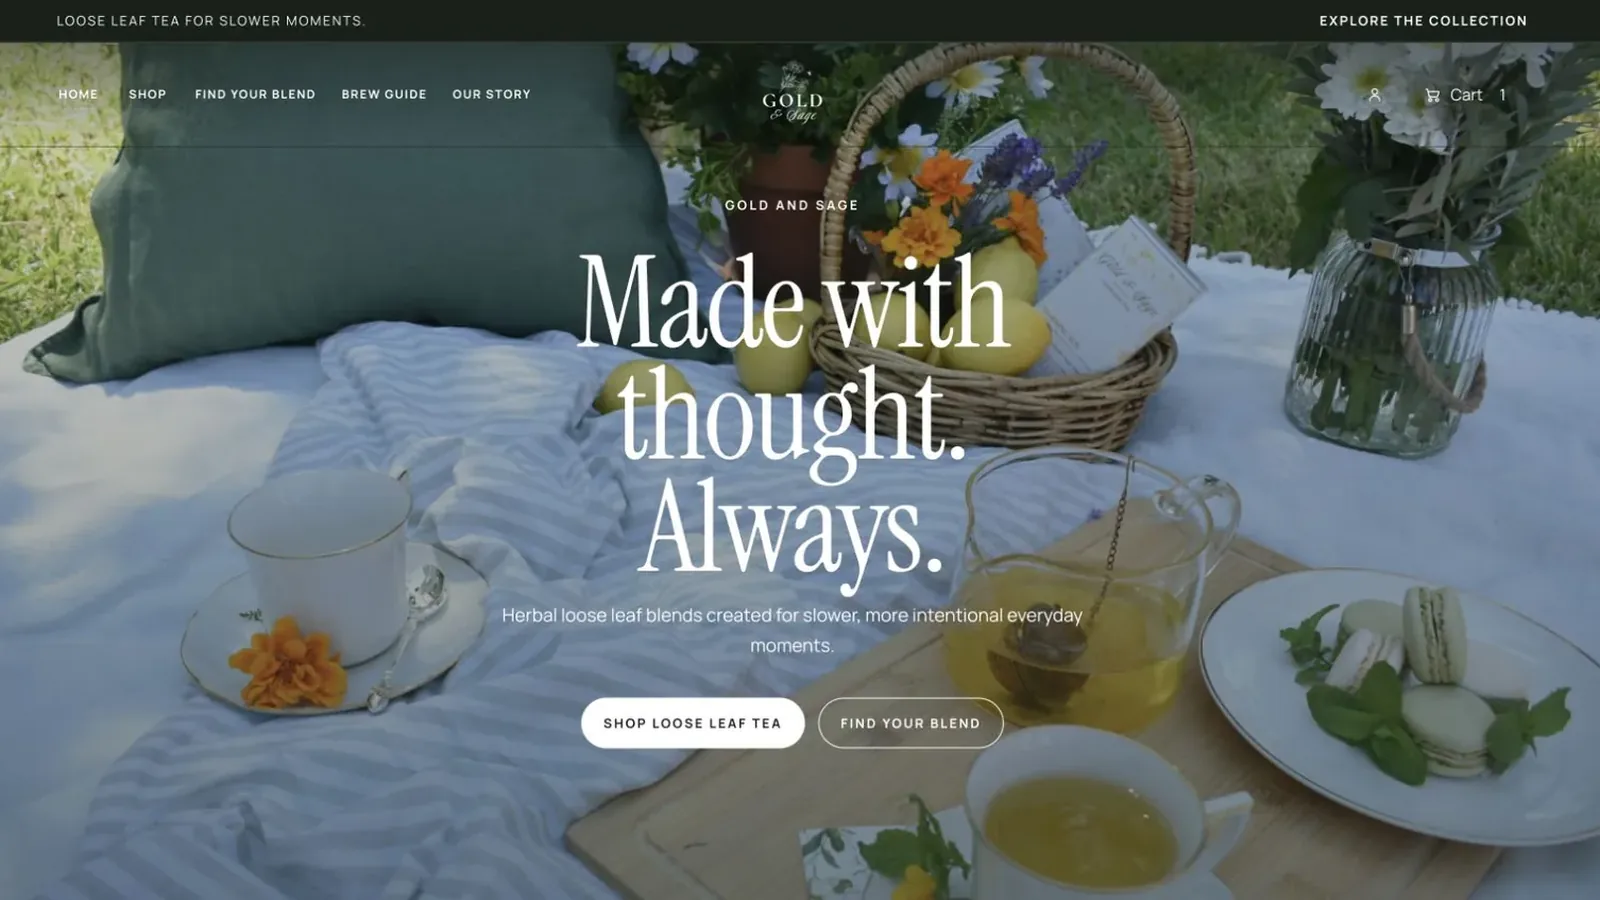 LOOSE LEAF TEA FOR SLOWER MOMENTS.
EXPLORE THE COLLECTION
HOME
SHOP
FIND YOUR BLEND
BREW GUIDE
OUR STORY
GOLD
& Sage
Cart 1
GOLD AND SAGE
Made with
thought.
Always.
Gold & Sage
Herbal loose leaf blends created for slower, more intentional everyday
moments.
SHOP LOOSE LEAF TEA
FIND YOUR BLEND